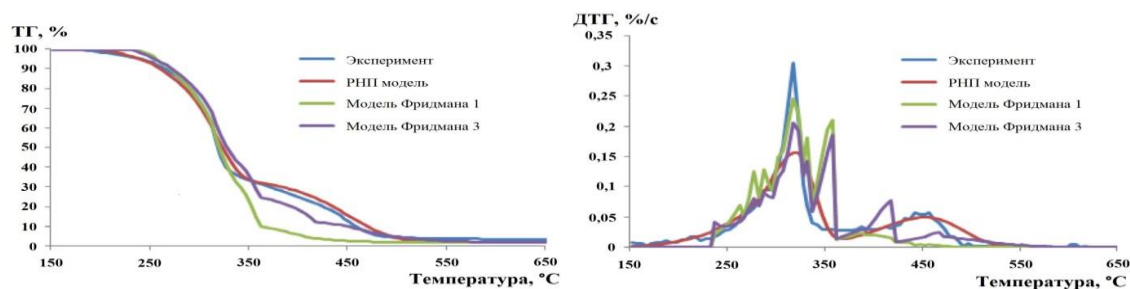 ТГ, %
100
90
80
70
60
50
40
30
20
10
0
150
250
350
450
550
650
Температура, °C
Эксперимент
РНП модель
Модель Фридмана 1
Модель Фридмана 3
ДТГ, %/с
0,35
0,3
0,25
0,2
0,15
0,1
0,05
0
150
250
350
450
550
650
Температура, °C
Эксперимент
РНП модель
Модель Фридмана 1
Модель Фридмана 3